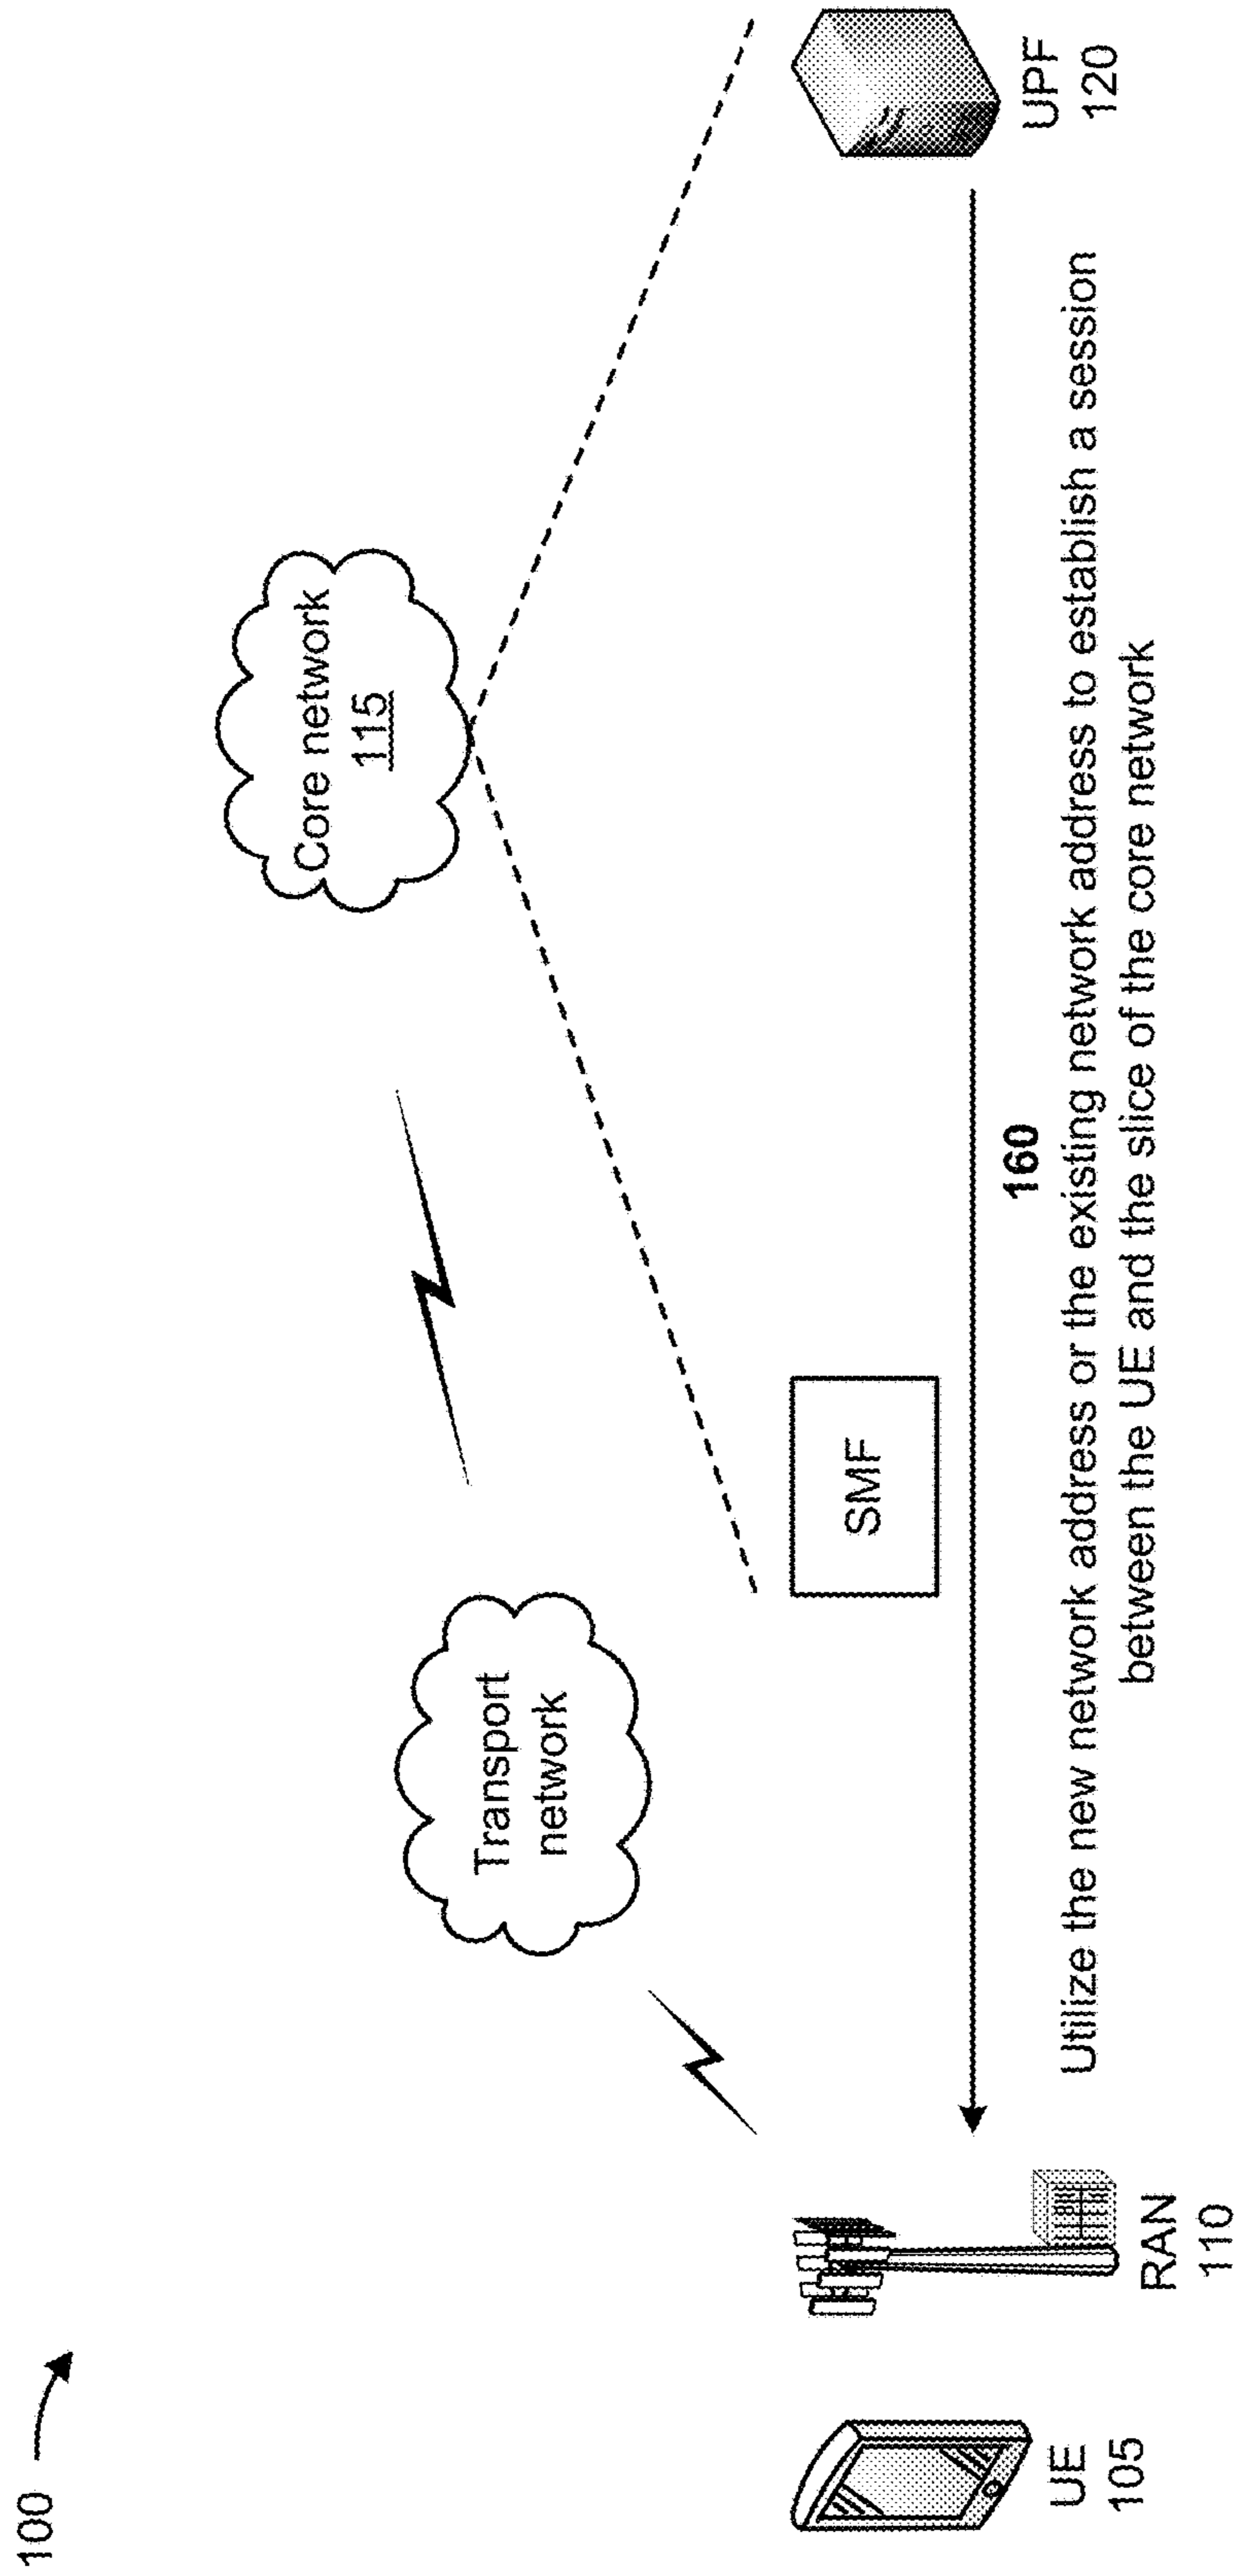 100
Core network
115
Transport
network
SMF
UE
105
RAN
110
UPF
120
160
Utilize the new network address or the existing network address to establish a session
between the UE and the slice of the core network